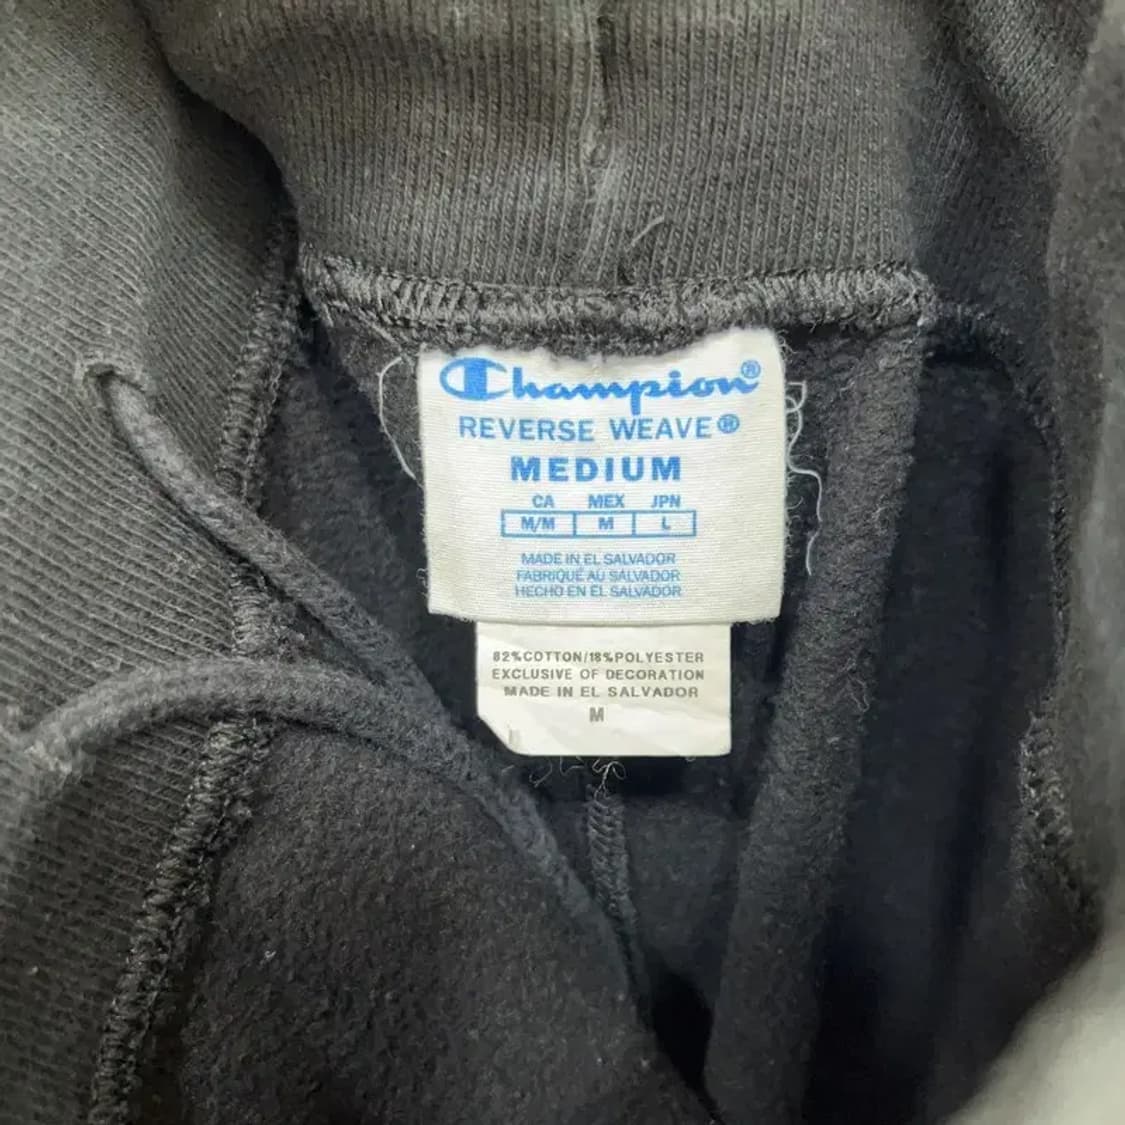 Champion®
REVERSE WEAVE®
MEDIUM
CA MEX JPN
M/M M L
MADE IN EL SALVADOR
FABRIQUÉ AU SALVADOR
HECHO EN EL SALVADOR
82%COTTON/18%POLYESTER
EXCLUSIVE OF DECORATION
MADE IN EL SALVADOR
M